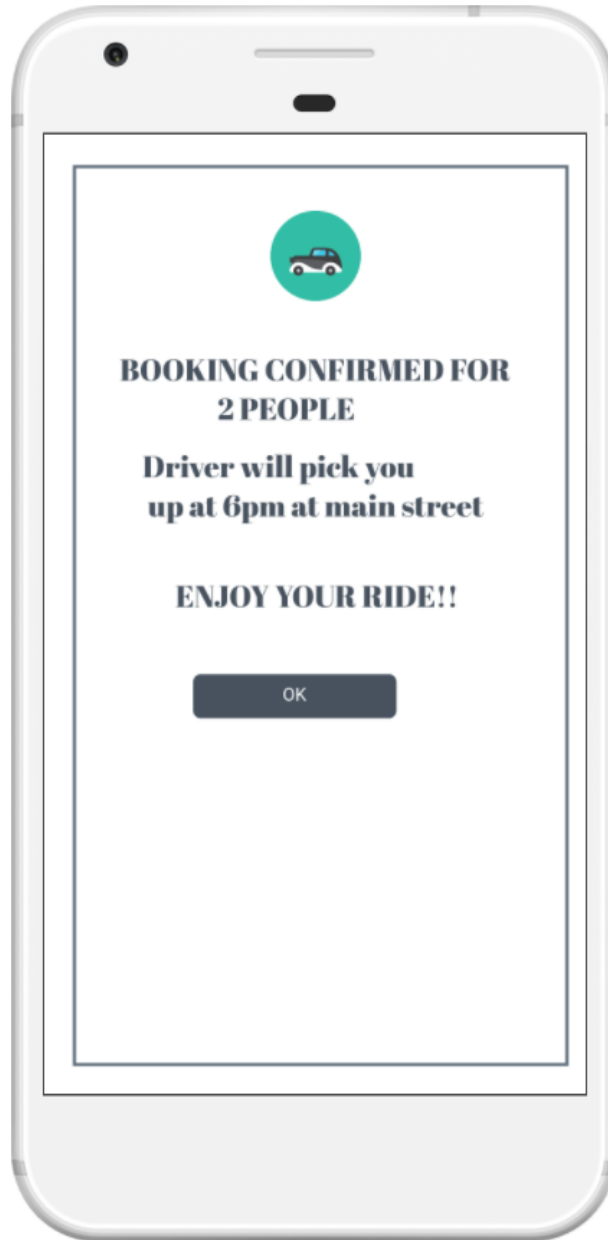 BOOKING CONFIRMED FOR
2 PEOPLE
Driver will pick you
up at 6pm at main street
ENJOY YOUR RIDE!!
OK